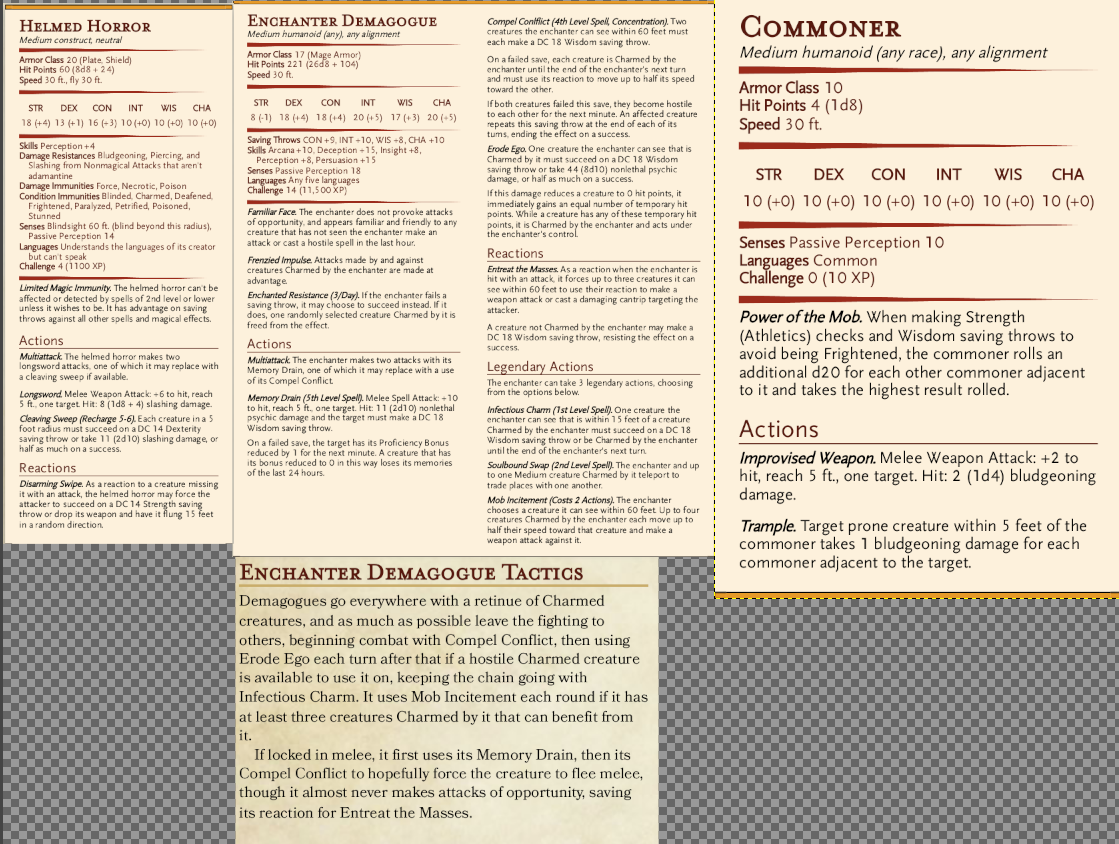 Helmed Horror
Medium construct, neutral
Armor Class 20 (Plate, Shield)
Hit Points 60 (8d8 + 24)
Speed 30 ft., fly 30 ft.
STR DEX CON INT WIS CHA
18 (+4) 13 (+1) 16 (+3) 10 (+0) 10 (+0) 10 (+0)
Skills Perception +4
Damage Resistances Bludgeoning, Piercing, and
Slashing from Nonmagical Attacks that aren't
adamantine
Damage Immunities Force, Necrotic, Poison
Condition Immunities Blinded, Charmed, Deafened,
Frightened, Paralyzed, Petrified, Poisoned,
Stunned
Senses Blindsight 60 ft. (blind beyond this radius),
Passive Perception 14
Languages Understands the languages of its creator
but can't speak
Challenge 4 (1100 XP)
Limited Magic Immunity. The helmed horror can't be
affected or detected by spells of 2nd level or lower
unless it wishes to be. It has advantage on saving
throws against all other spells and magical effects.
Actions
Multiattack. The helmed horror makes two
longsword attacks, one of which it may replace with
a cleaving sweep if available.
Longsword. Melee Weapon Attack: +6 to hit, reach
5 ft., one target. Hit: 8 (1d8 + 4) slashing damage.
Cleaving Sweep (Recharge 5-6). Each creature in a 5
foot radius must succeed on a DC 14 Dexterity
saving throw or take 11 (2d10) slashing damage, or
half as much on a success.
Reactions
Disarming Swipe. As a reaction to a creature missing
it with an attack, the helmed horror may force the
attacker to succeed on a DC 14 Strength saving
throw or drop its weapon and have it flung 15 feet
in a random direction.
Enchanter Demagogue
Medium humanoid (any), any alignment
Armor Class 17 (Mage Armor)
Hit Points 221 (26d8 + 104)
Speed 30 ft.
STR DEX CON INT WIS CHA
8 (-1) 18 (+4) 18 (+4) 20 (+5) 17 (+3) 20 (+5)
Saving Throws CON +9, INT +10, WIS +8, CHA +10
Skills Arcana +10, Deception +15, Insight +8,
Perception +8, Persuasion +15
Senses Passive Perception 18
Languages Any five languages
Challenge 14 (11,500 XP)
Familiar Face. The enchanter does not provoke attacks
of opportunity, and appears familiar and friendly to any
creature that has not seen the enchanter make an
attack or cast a hostile spell in the last hour.
Frenzied Impulse. Attacks made by and against
creatures Charmed by the enchanter are made at
advantage.
Enchanted Resistance (3/Day). If the enchanter fails a
saving throw, it may choose to succeed instead. If it
does, one randomly selected creature Charmed by it is
freed from the effect.
Actions
Multiattack. The enchanter makes two attacks with its
Memory Drain, one of which it may replace with a use
of its Compel Conflict.
Memory Drain (5th Level Spell). Melee Spell Attack: +10
to hit, reach 5 ft., one target. Hit: 11 (2d10) nonlethal
psychic damage and the target must make a DC 18
Wisdom saving throw.
On a failed save, the target has its Proficiency Bonus
reduced by 1 for the next minute. A creature that has
its bonus reduced to 0 in this way loses its memories
of the last 24 hours.
Compel Conflict (4th Level Spell, Concentration). Two
creatures the enchanter can see within 60 feet must
each make a DC 18 Wisdom saving throw.
On a failed save, each creature is Charmed by the
enchanter until the end of the enchanter's next turn
and must use its reaction to move up to half its speed
toward the other.
If both creatures failed this save, they become hostile
to each other for the next minute. An affected creature
repeats this saving throw at the end of each of its
turns, ending the effect on a success.
Erode Ego. One creature the enchanter can see that is
Charmed by it must succeed on a DC 18 Wisdom
saving throw or take 44 (8d10) nonlethal psychic
damage, or half as much on a success.
If this damage reduces a creature to 0 hit points, it
immediately gains an equal number of temporary hit
points. While a creature has any of these temporary hit
points, it is Charmed by the enchanter and acts under
the enchanter's control.
Reactions
Entreat the Masses. As a reaction when the enchanter is
hit with an attack, it forces up to three creatures it can
see within 60 feet to use their reaction to make a
weapon attack or cast a damaging cantrip targeting the
attacker.
A creature not Charmed by the enchanter may make a
DC 18 Wisdom saving throw, resisting the effect on a
success.
Legendary Actions
The enchanter can take 3 legendary actions, choosing
from the options below.
Infectious Charm (1st Level Spell). One creature the
enchanter can see that is within 15 feet of a creature
Charmed by the enchanter must succeed on a DC 18
Wisdom saving throw or be Charmed by the enchanter
until the end of the enchanter's next turn.
Soulbound Swap (2nd Level Spell). The enchanter and up
to one Medium creature Charmed by it teleport to
trade places with one another.
Mob Incitement (Costs 2 Actions). The enchanter
chooses a creature it can see within 60 feet. Up to four
creatures Charmed by the enchanter each move up to
half their speed toward that creature and make a
weapon attack against it.
Enchanter Demagogue Tactics
Demagogues go everywhere with a retinue of Charmed
creatures, and as much as possible leave the fighting to
others, beginning combat with Compel Conflict, then using
Erode Ego each turn after that if a hostile Charmed creature
is available to use it on, keeping the chain going with
Infectious Charm. It uses Mob Incitement each round if it has
at least three creatures Charmed by it that can benefit from
it.
If locked in melee, it first uses its Memory Drain, then its
Compel Conflict to hopefully force the creature to flee melee,
though it almost never makes attacks of opportunity, saving
its reaction for Entreat the Masses.
Commoner
Medium humanoid (any race), any alignment
Armor Class 10
Hit Points 4 (1d8)
Speed 30 ft.
STR DEX CON INT WIS CHA
10 (+0) 10 (+0) 10 (+0) 10 (+0) 10 (+0) 10 (+0)
Senses Passive Perception 10
Languages Common
Challenge 0 (10 XP)
Power of the Mob. When making Strength
(Athletics) checks and Wisdom saving throws to
avoid being Frightened, the commoner rolls an
additional d20 for each other commoner adjacent
to it and takes the highest result rolled.
Actions
Improvised Weapon. Melee Weapon Attack: +2 to
hit, reach 5 ft., one target. Hit: 2 (1d4) bludgeoning
damage.
Trample. Target prone creature within 5 feet of the
commoner takes 1 bludgeoning damage for each
commoner adjacent to the target.